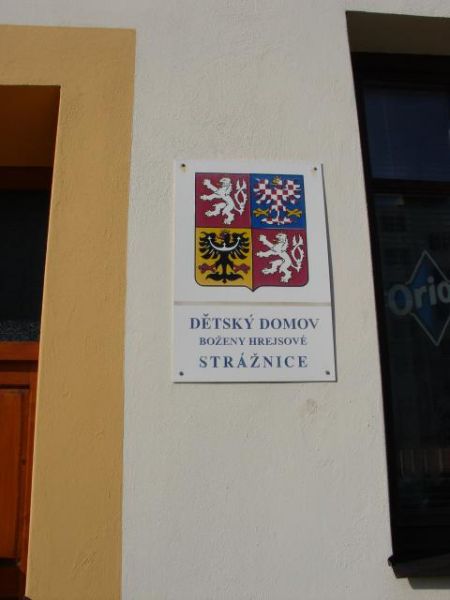 DĚTSKÝ DOMOV
BOŽENY HREJSOVÉ
STRÁŽNICE